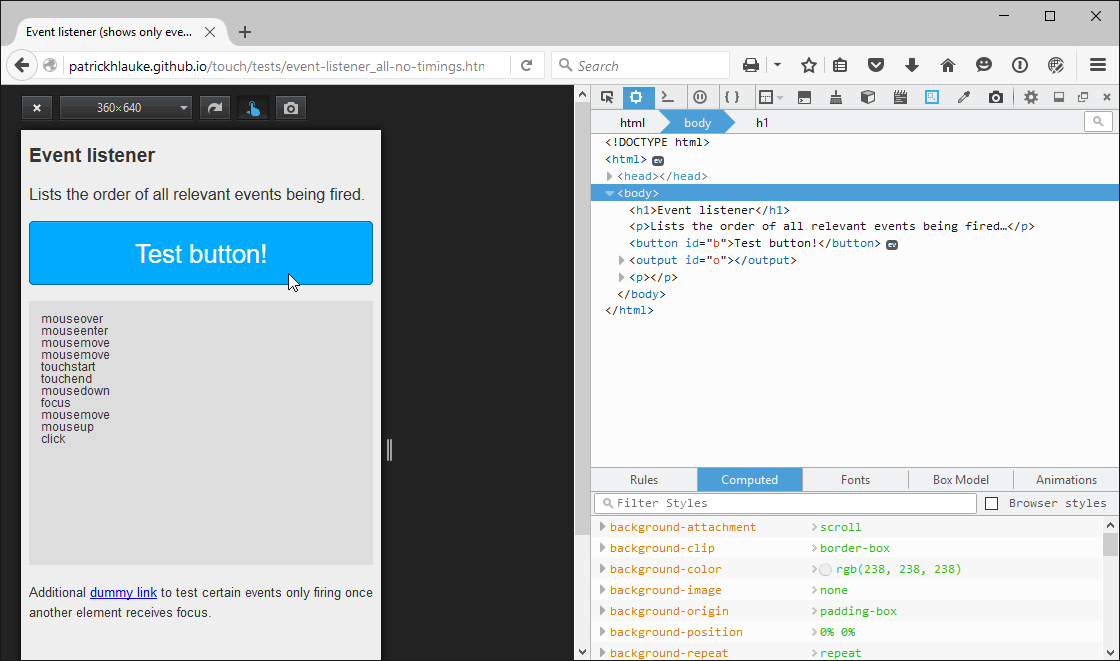 Event listener (shows only eve...
patrickhlauke.github.io/touch/tests/event-listener_all-no-timings.htm
Search
360×640
Event listener
Lists the order of all relevant events being fired.
Test button!
mouseover
mouseenter
mousemove
mousemove
touchstart
touchend
mousedown
focus
mousemove
mouseup
click
Additional dummy link to test certain events only firing once
another element receives focus.
html body h1
<!DOCTYPE html>
<html> ev
<head></head>
<body>
<h1>Event listener</h1>
<p>Lists the order of all relevant events being fired…</p>
<button id="b">Test button!</button> ev
<output id="o"></output>
<p></p>
</body>
</html>
Rules Computed Fonts Box Model Animations
Filter Styles Browser styles
background-attachment scroll
background-clip border-box
background-color rgb(238, 238, 238)
background-image none
background-origin padding-box
background-position 0% 0%
background-repeat repeat